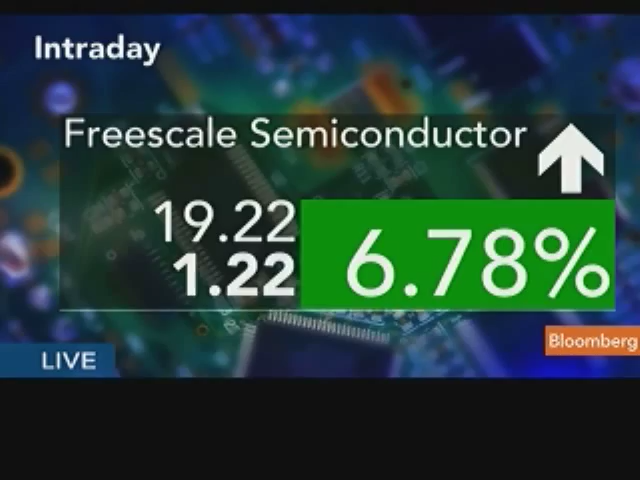 Intraday
Freescale Semiconductor
19.22
1.22
6.78%
Bloomberg
LIVE